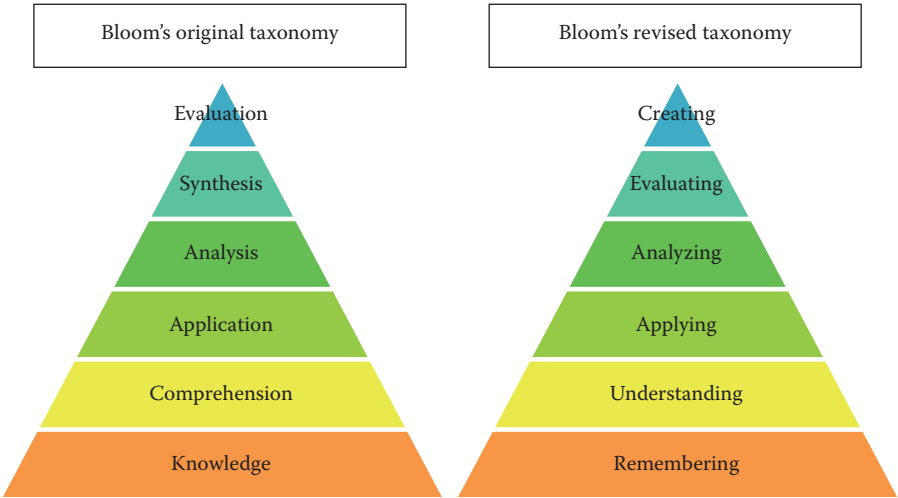 Bloom’s original taxonomy
Evaluation
Synthesis
Analysis
Application
Comprehension
Knowledge
Bloom’s revised taxonomy
Creating
Evaluating
Analyzing
Applying
Understanding
Remembering